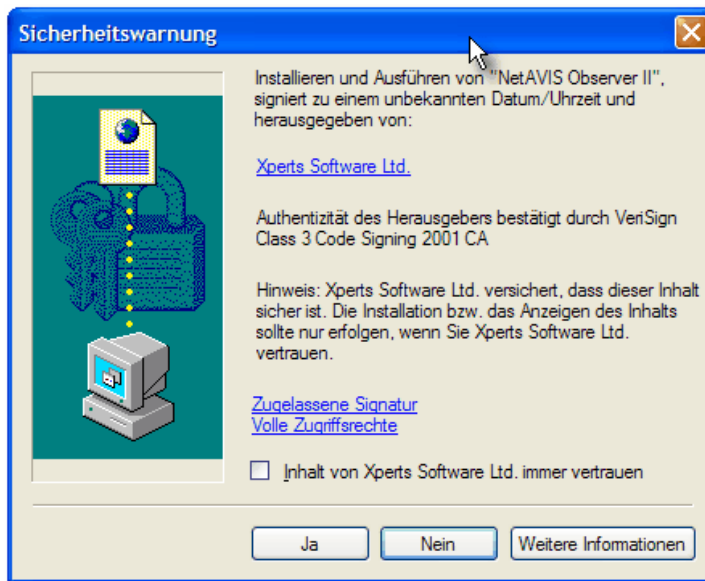 Sicherheitswarnung
Installieren und Ausführen von "NetAVIS Observer II",
signiert zu einem unbekannten Datum/Uhrzeit und
herausgegeben von:
Xperts Software Ltd.
Authentizität des Herausgebers bestätigt durch VeriSign
Class 3 Code Signing 2001 CA
Hinweis: Xperts Software Ltd. versichert, dass dieser Inhalt
sicher ist. Die Installation bzw. das Anzeigen des Inhalts
sollte nur erfolgen, wenn Sie Xperts Software Ltd.
vertrauen.
Zugelassene Signatur
Volle Zugriffsrechte
Inhalt von Xperts Software Ltd. immer vertrauen
Ja
Nein
Weitere Informationen